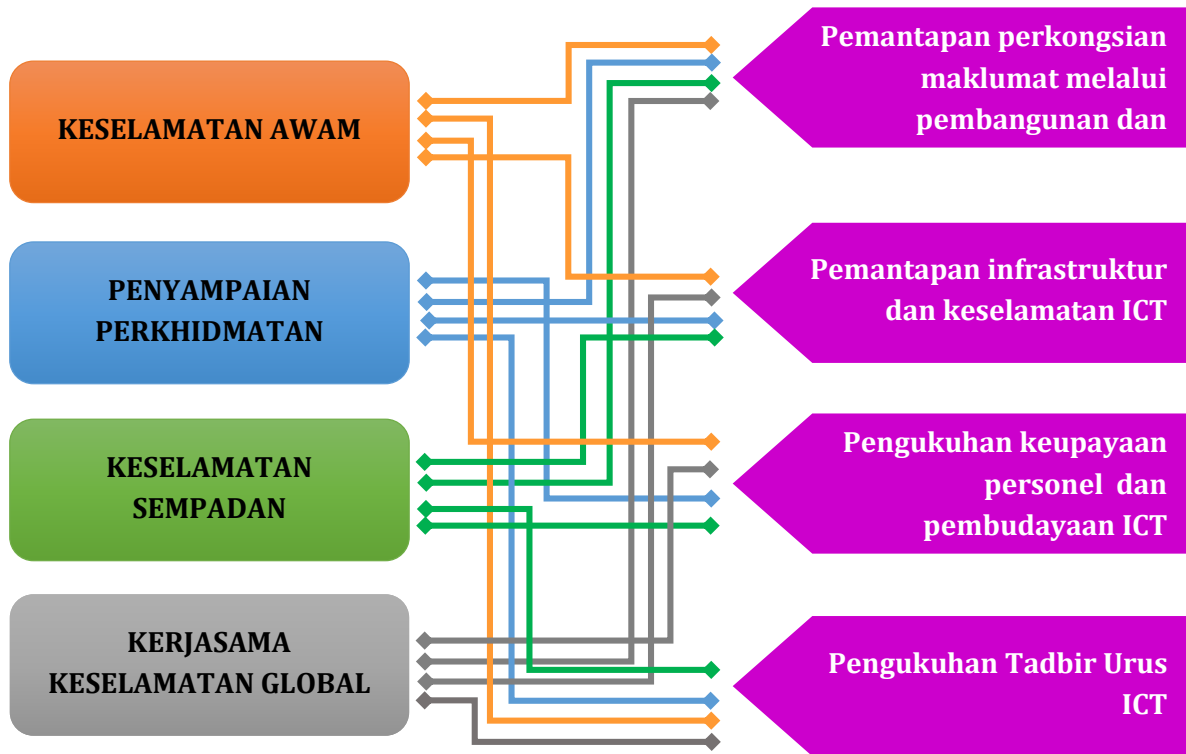 KESELAMATAN AWAM
PENYAMPAIAN
PERKHIDMATAN
KESELAMATAN
SEMPADAN
KERJASAMA
KESELAMATAN GLOBAL
Pemantapan perkongsian
maklumat melalui
pembangunan dan
Pemantapan infrastruktur
dan keselamatan ICT
Pengukuhan keupayaan
personel dan
pembudayaan ICT
Pengukuhan Tadbir Urus
ICT